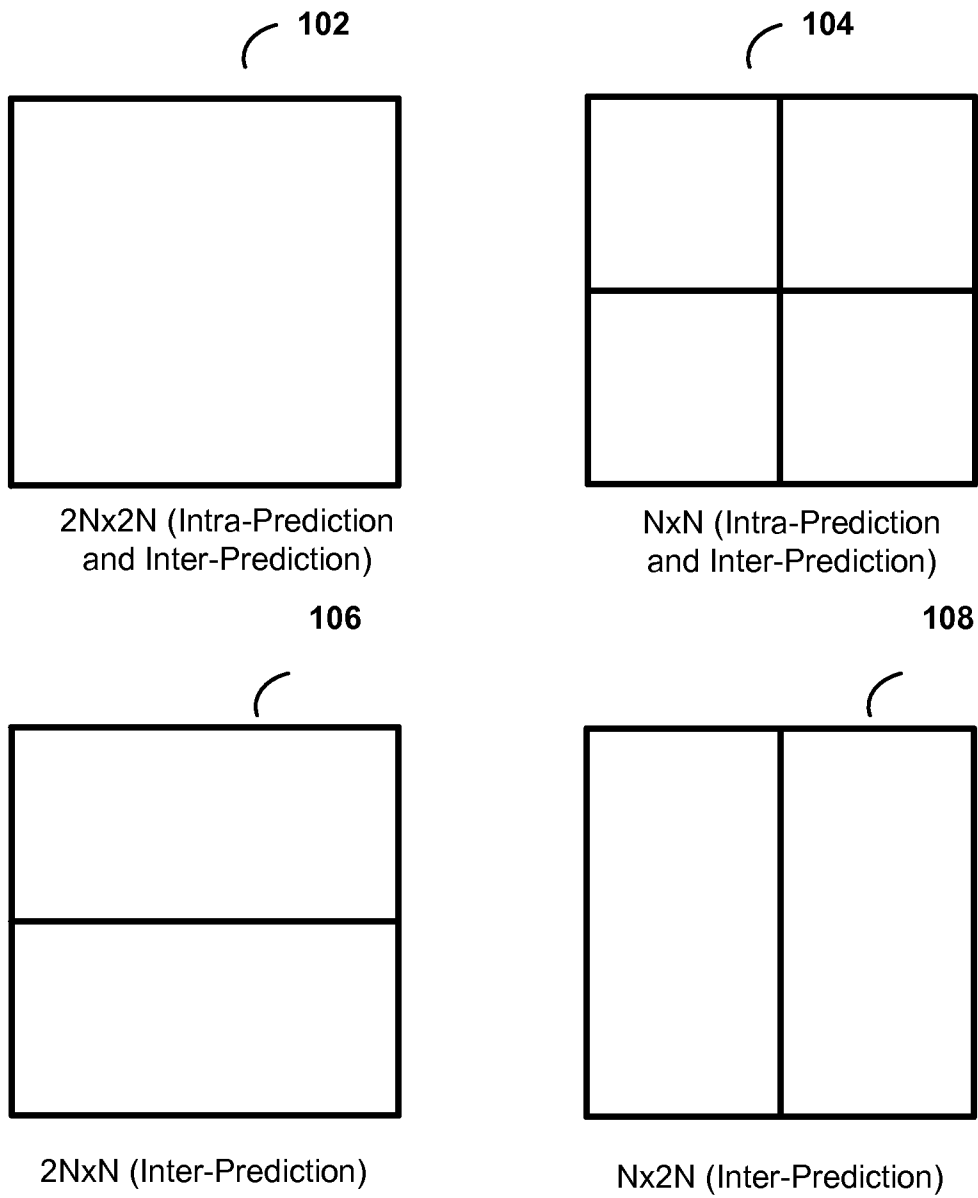 102
104
2Nx2N (Intra-Prediction
and Inter-Prediction)
NxN (Intra-Prediction
and Inter-Prediction)
106
108
2NxN (Inter-Prediction)
Nx2N (Inter-Prediction)